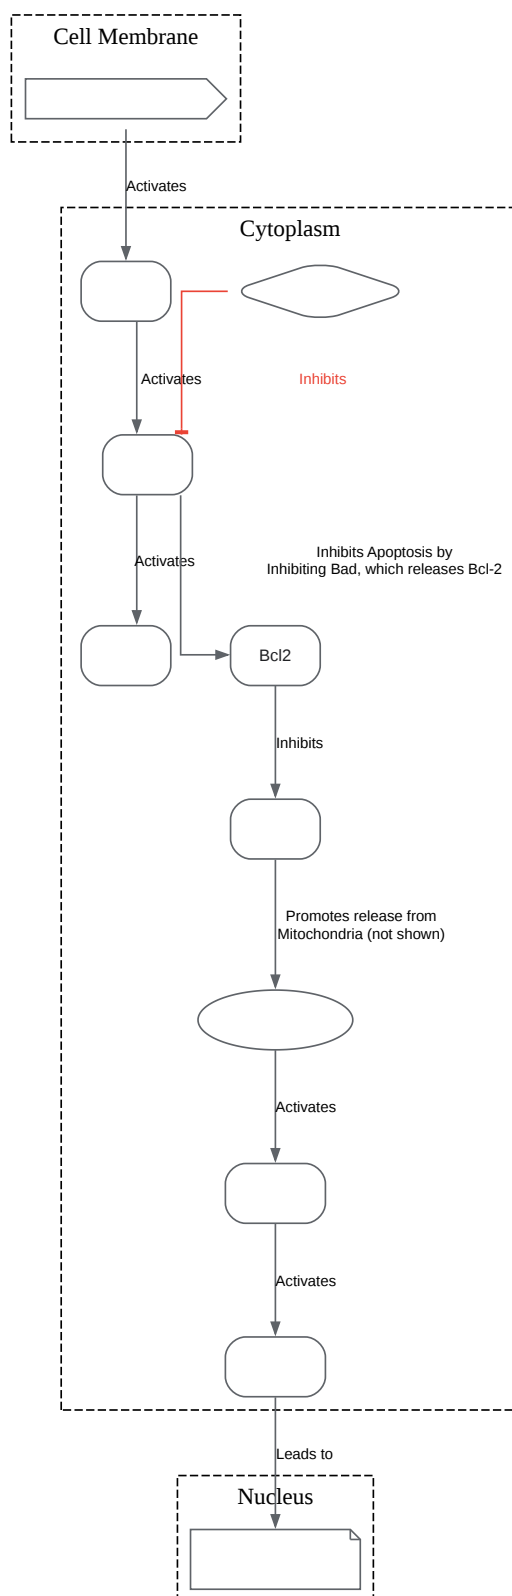 Cell Membrane
Activates
Cytoplasm
Activates
Inhibits
Activates
Inhibits Apoptosis by
Inhibiting Bad, which releases Bcl-2
Bcl2
Inhibits
Promotes release from
Mitochondria (not shown)
Activates
Activates
Leads to
Nucleus